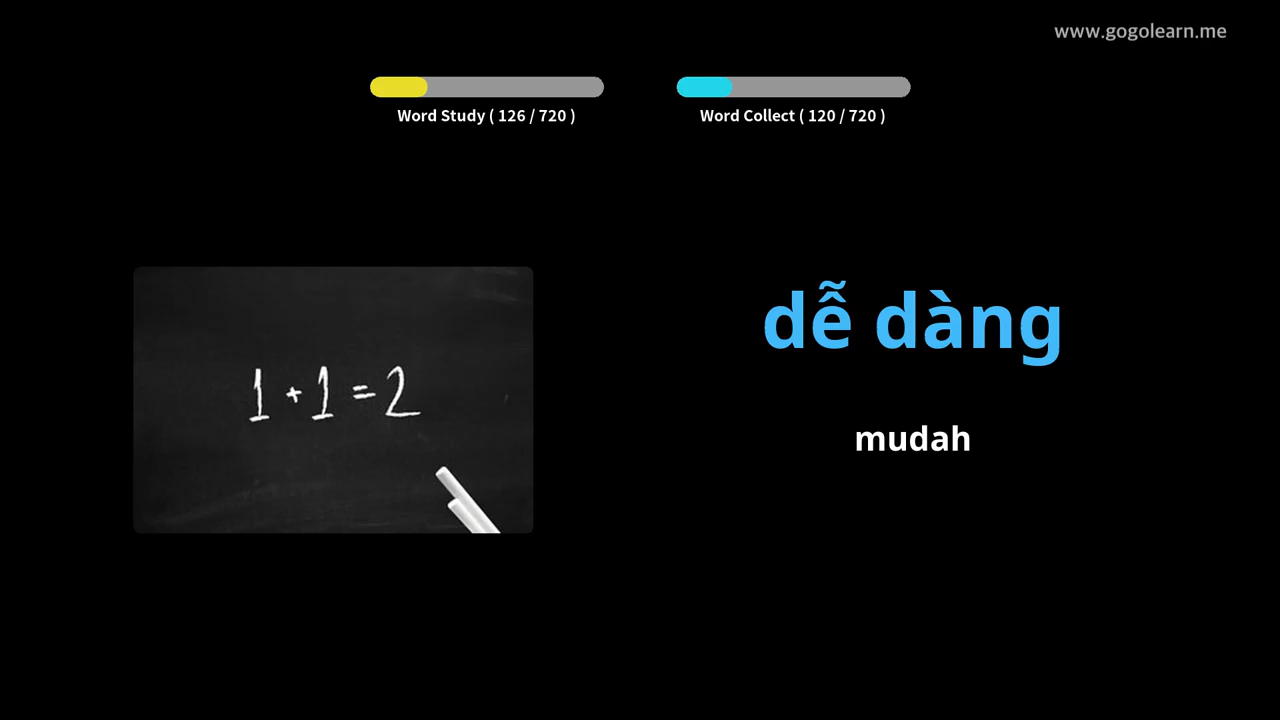 www.gogolearn.me
Word Study ( 126 / 720 )
Word Collect ( 120 / 720 )
1 + 1 = 2
dễ dàng
mudah